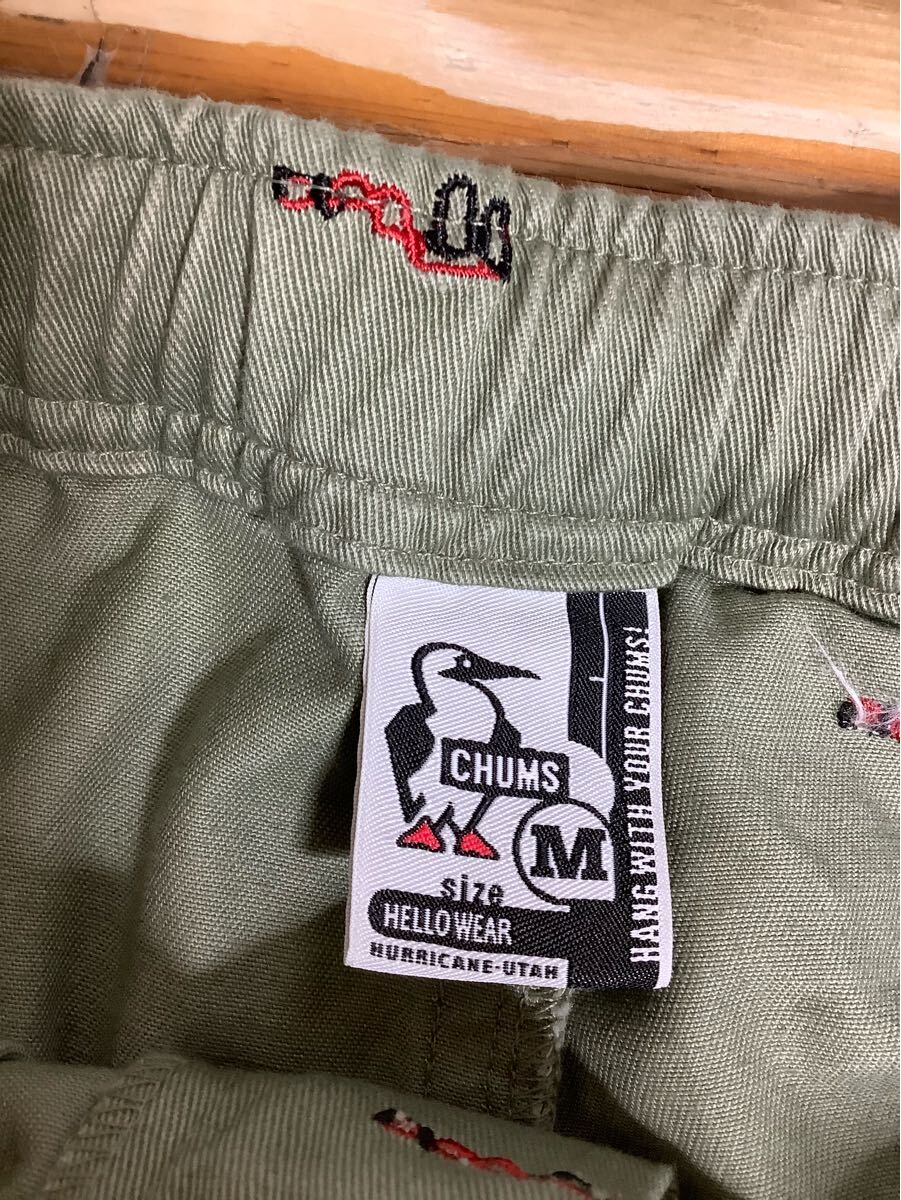 CHUMS
M
size
HELLO WEAR
HURRICANE-UTAH
HANG WITH YOUR CHUMS!